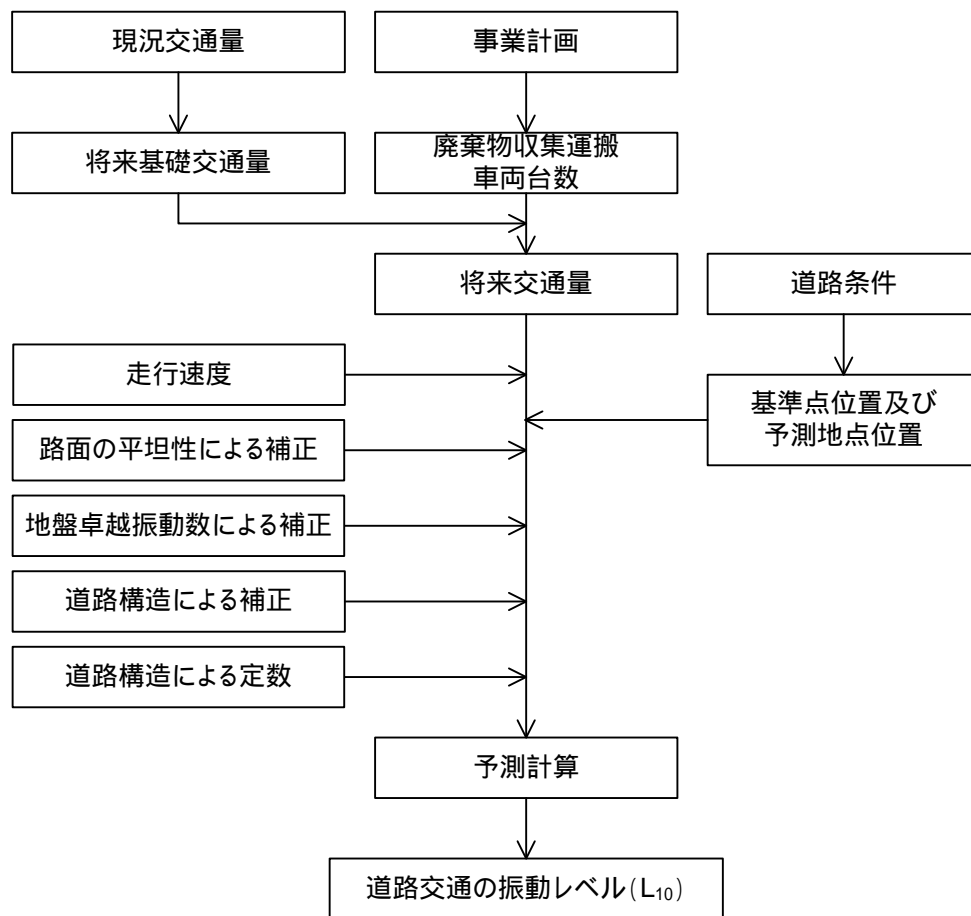 現況交通量
事業計画
将来基礎交通量
廃棄物収集運搬
車両台数
将来交通量
道路条件
走行速度
基準点位置及び
予測地点位置
路面の平坦性による補正
地盤卓越振動数による補正
道路構造による補正
道路構造による定数
予測計算
道路交通の振動レベル(L₁₀)